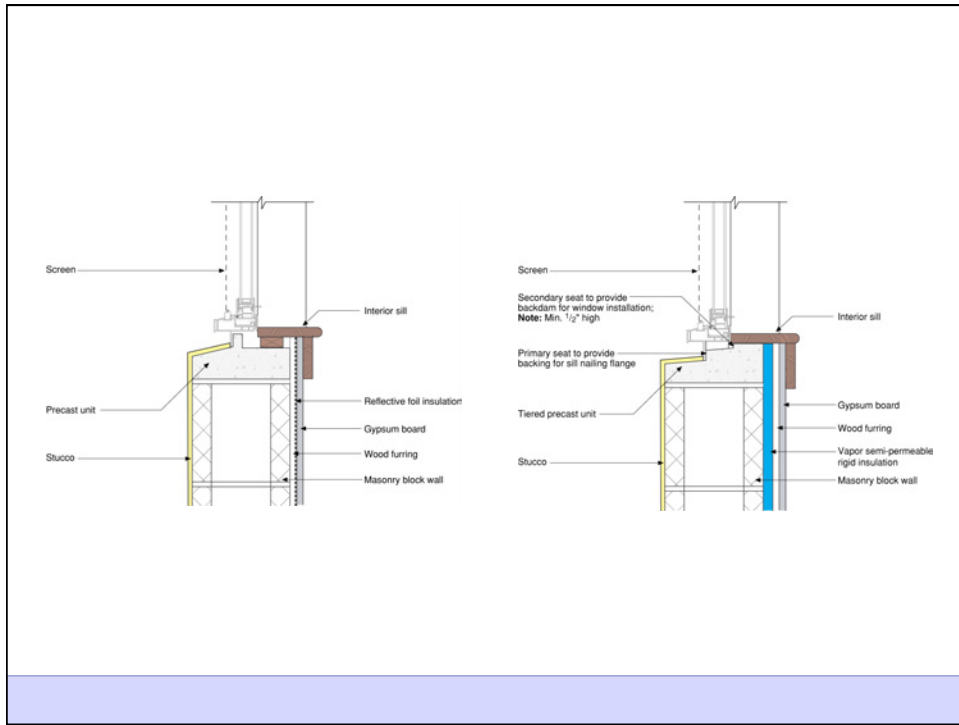 Screen
Interior sill
Precast unit
Reflective foil insulation
Gypsum board
Stucco
Wood furring
Masonry block wall
Screen
Secondary seat to provide
backdam for window installation;
Note: Min. 1/2" high
Interior sill
Primary seat to provide
backing for sill nailing flange
Tiered precast unit
Gypsum board
Wood furring
Stucco
Vapor semi-permeable
rigid insulation
Masonry block wall